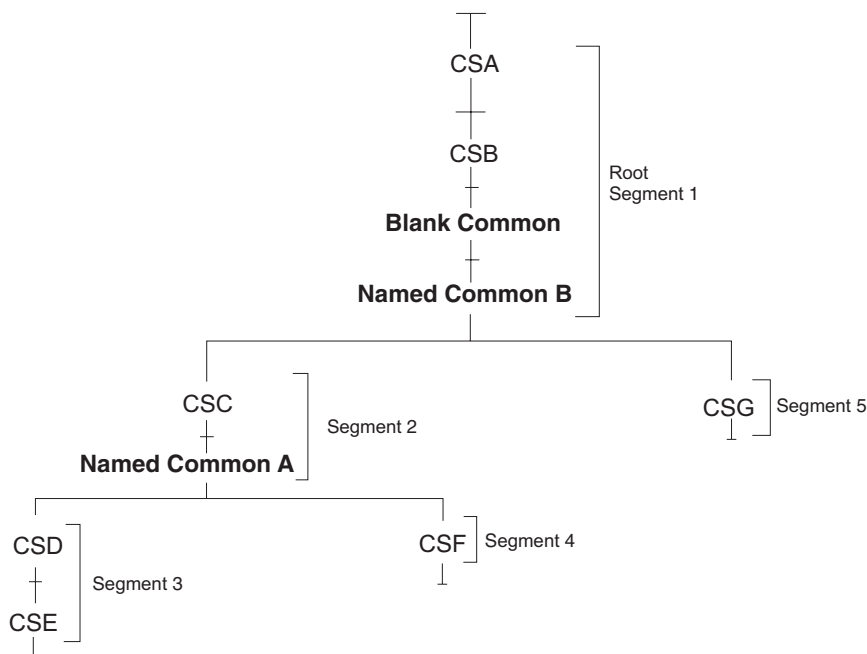 CSA
CSB
Root
Segment 1
Blank Common
Named Common B
CSC
Segment 2
CSG
Segment 5
Named Common A
CSD
CSF
Segment 4
Segment 3
CSE